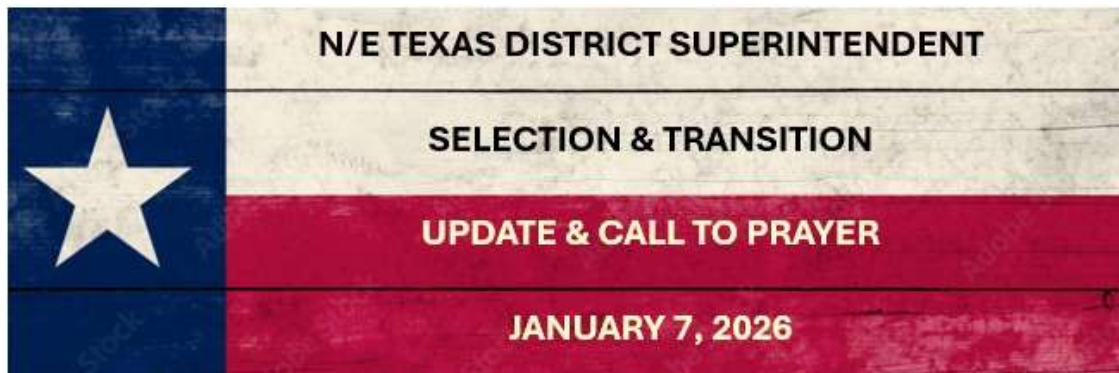 N/E TEXAS DISTRICT SUPERINTENDENT
SELECTION & TRANSITION
UPDATE & CALL TO PRAYER
JANUARY 7, 2026